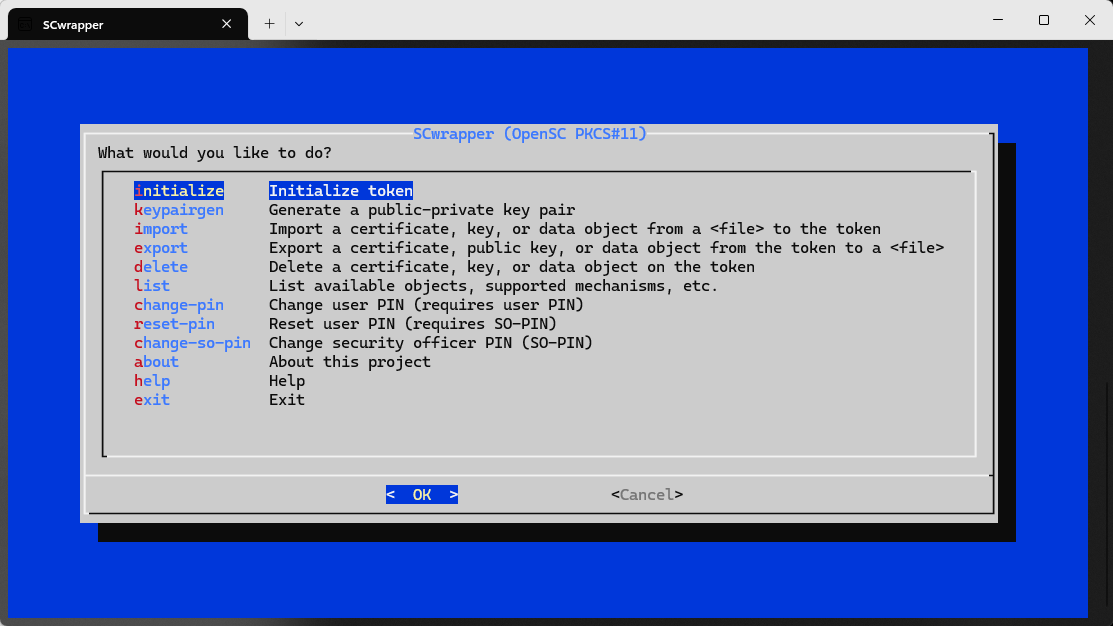 SCwrapper
SCwrapper (OpenSC PKCS#11)
What would you like to do?
initialize Initialize token
keypairgen Generate a public-private key pair
import Import a certificate, key, or data object from a <file> to the token
export Export a certificate, public key, or data object from the token to a <file>
delete Delete a certificate, key, or data object on the token
list List available objects, supported mechanisms, etc.
change-pin Change user PIN (requires user PIN)
reset-pin Reset user PIN (requires SO-PIN)
change-so-pin Change security officer PIN (SO-PIN)
about About this project
help Help
exit Exit
< OK > <Cancel>